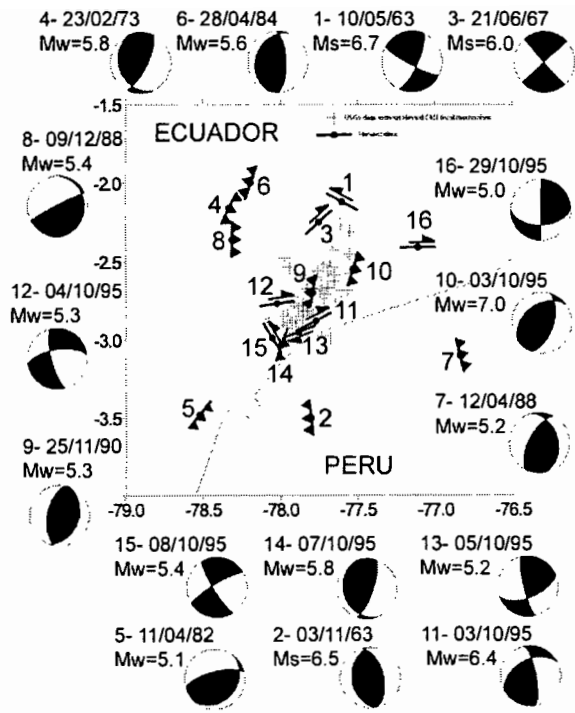 4- 23/02/73 6- 28/04/84 1- 10/05/63 3- 21/06/67
Mw=5.8 Mw=5.6 Ms=6.7 Ms=6.0
-1.5
ECUADOR
8- 09/12/88
Mw=5.4
1
-2.0
6
4
16- 29/10/95
Mw=5.0
3
16
8
-2.5
9
10
10- 03/10/95
Mw=7.0
12- 04/10/95
Mw=5.3
12
11
-3.0
15
13
14
7
7- 12/04/88
Mw=5.2
5
2
-3.5
9- 25/11/90
Mw=5.3
PERU
-79.0 -78.5 -78.0 -77.5 -77.0 -76.5
15- 08/10/95 14- 07/10/95 13- 05/10/95
Mw=5.4 Mw=5.8 Mw=5.2
5- 11/04/82 2- 03/11/63 11- 03/10/95
Mw=5.1 Ms=6.5 Mw=6.4